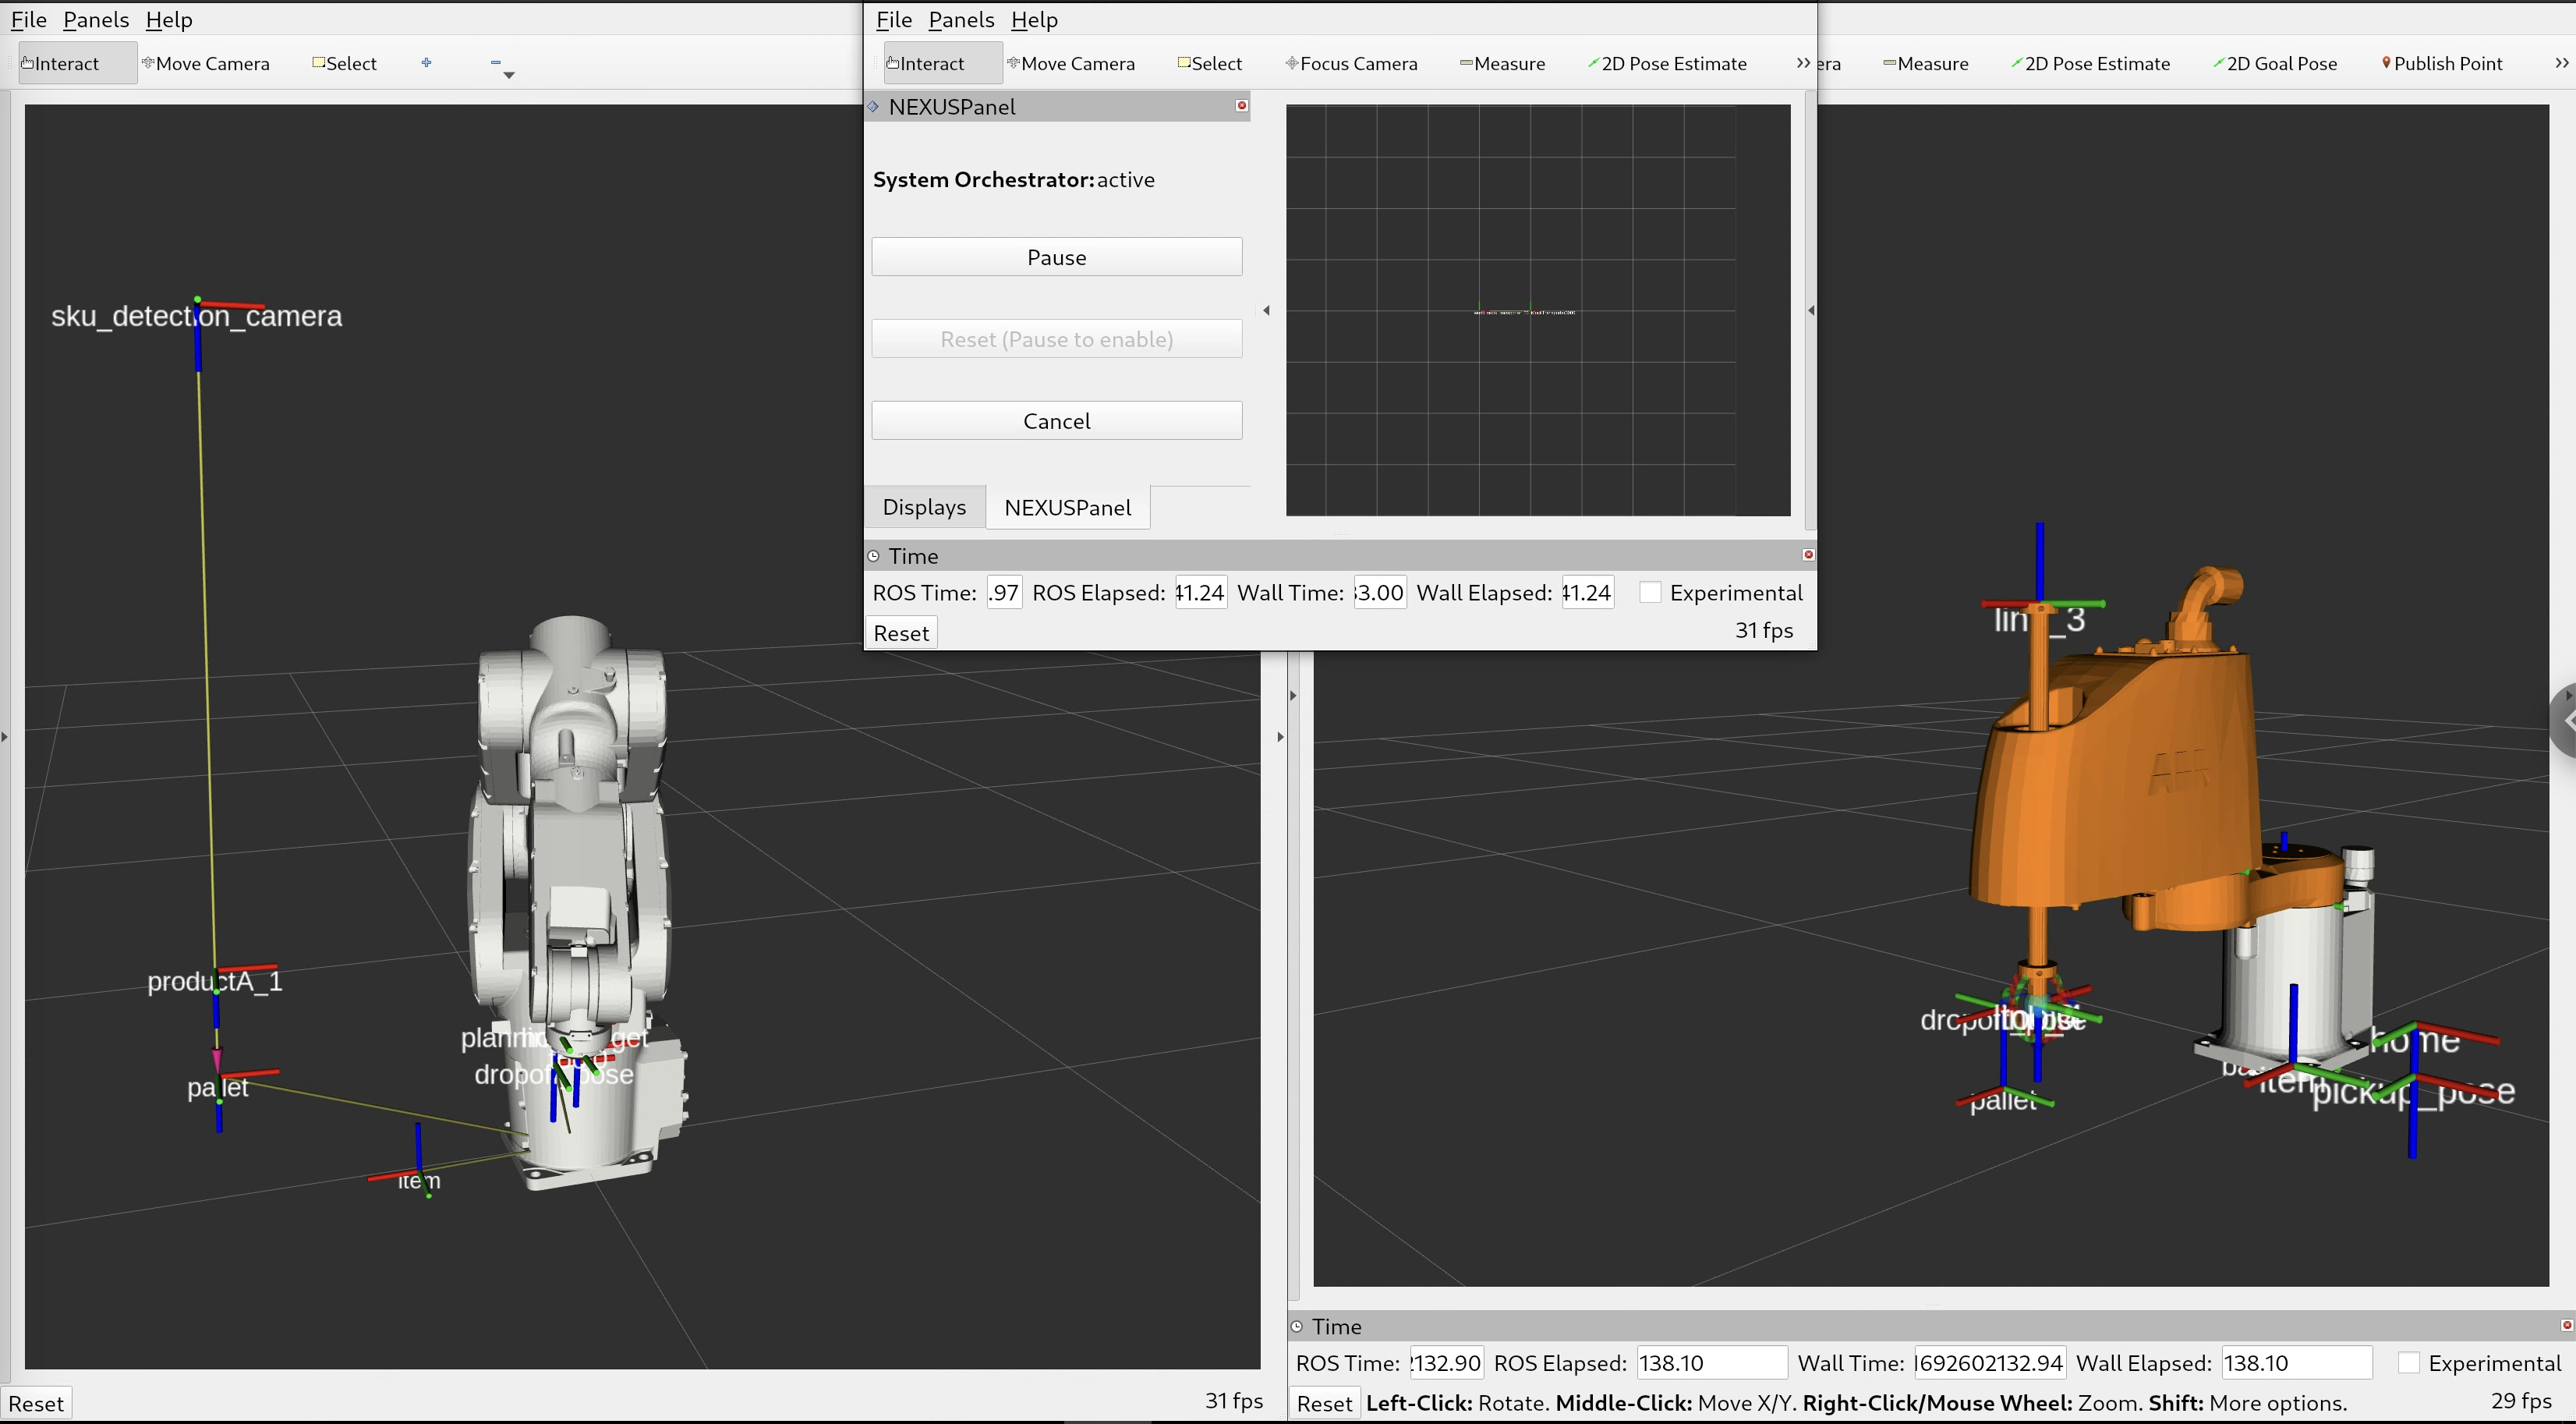 File Panels Help
Interact Move Camera Select
sku_detection_camera
productA_1
pallet
item
dropoff_pose
Reset
31 fps
File Panels Help
Interact Move Camera Select Focus Camera Measure 2D Pose Estimate
NEXUSPanel
System Orchestrator: active
Pause
Reset (Pause to enable)
Cancel
Displays NEXUSPanel
Time
ROS Time: .97 ROS Elapsed: 41.24 Wall Time: 33.00 Wall Elapsed: 41.24 Experimental
Reset
31 fps
Measure 2D Pose Estimate 2D Goal Pose Publish Point
link_3
ABB
pallet
home
item
pickup_pose
Time
ROS Time: 2132.90 ROS Elapsed: 138.10 Wall Time: 1692602132.94 Wall Elapsed: 138.10 Experimental
Reset Left-Click: Rotate. Middle-Click: Move X/Y. Right-Click/Mouse Wheel: Zoom. Shift: More options.
29 fps